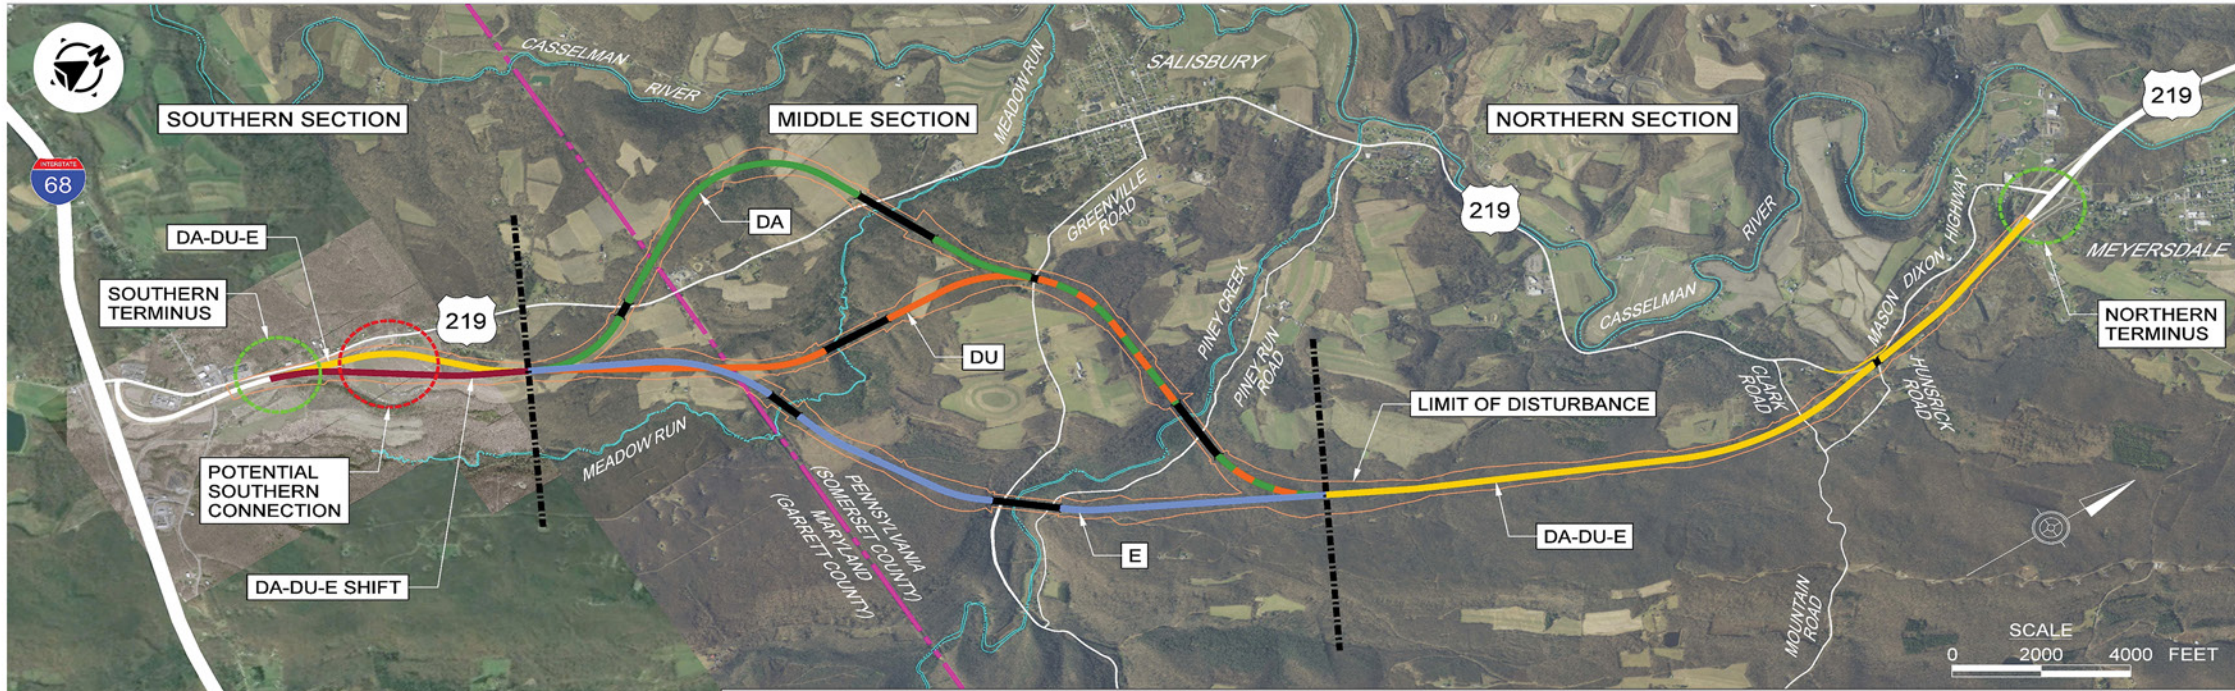 N
CASSELMAN
RIVER
SALISBURY
MEADOW RUN
SOUTHERN SECTION
MIDDLE SECTION
NORTHERN SECTION
219
INTERSTATE
68
DA-DU-E
SOUTHERN
TERMINUS
219
DA
GREENVILLE
ROAD
PINEY CREEK
PINEY RUN
ROAD
219
CASSELMAN
RIVER
MASON DIXON HIGHWAY
MEYERSDALE
NORTHERN
TERMINUS
DU
LIMIT OF DISTURBANCE
CLARK
ROAD
HUNSRICK
ROAD
POTENTIAL
SOUTHERN
CONNECTION
MEADOW RUN
DA-DU-E SHIFT
PENNSYLVANIA
(SOMERSET COUNTY)
MARYLAND
(GARRETT COUNTY)
E
DA-DU-E
MOUNTAIN
ROAD
SCALE
0 2000 4000 FEET